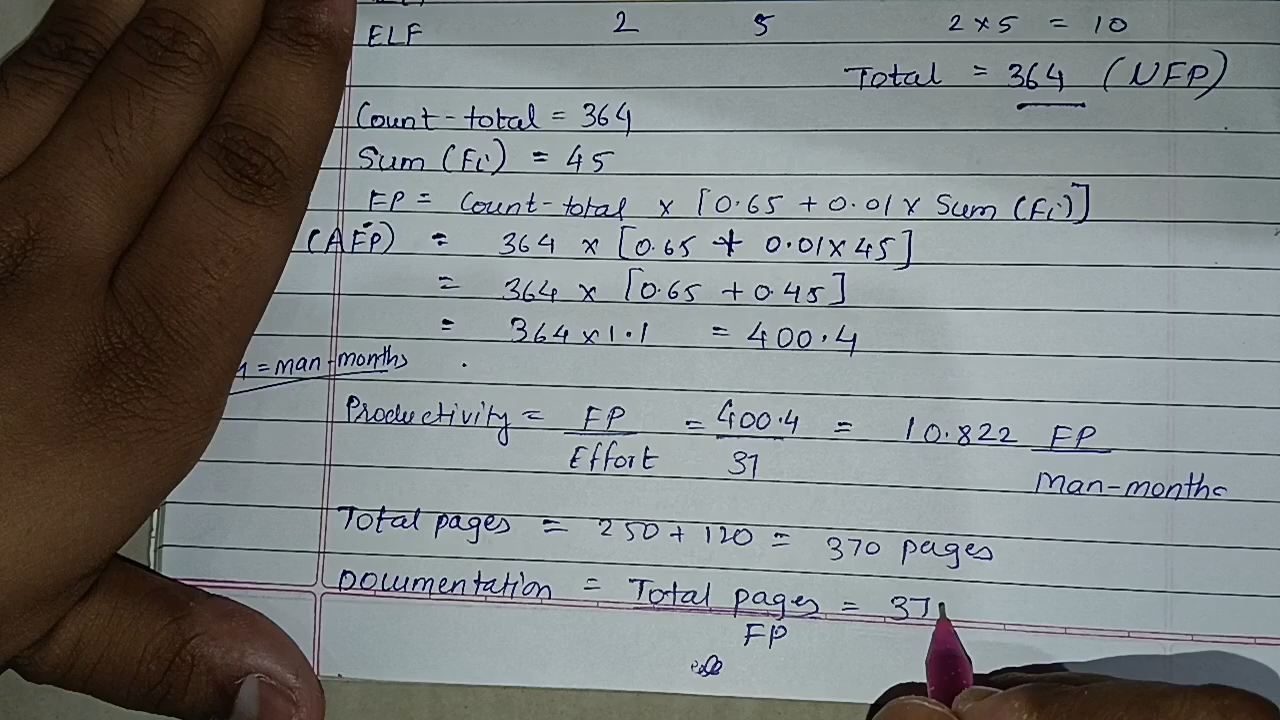 ELF 2 5 2 x 5 = 10
Total = 364 (UFP)
Count-total = 364
Sum (Fi) = 45
FP = Count-total x [0.65 + 0.01 x Sum (Fi)]
(AFP) = 364 x [0.65 + 0.01 x 45]
= 364 x [0.65 + 0.45]
= 364 x 1.1 = 400.4
= man-months
Productivity = FP / Effort = 400.4 / 37 = 10.822 FP / Man-months
Total pages = 250 + 120 = 370 pages
Documentation = Total pages / FP = 37